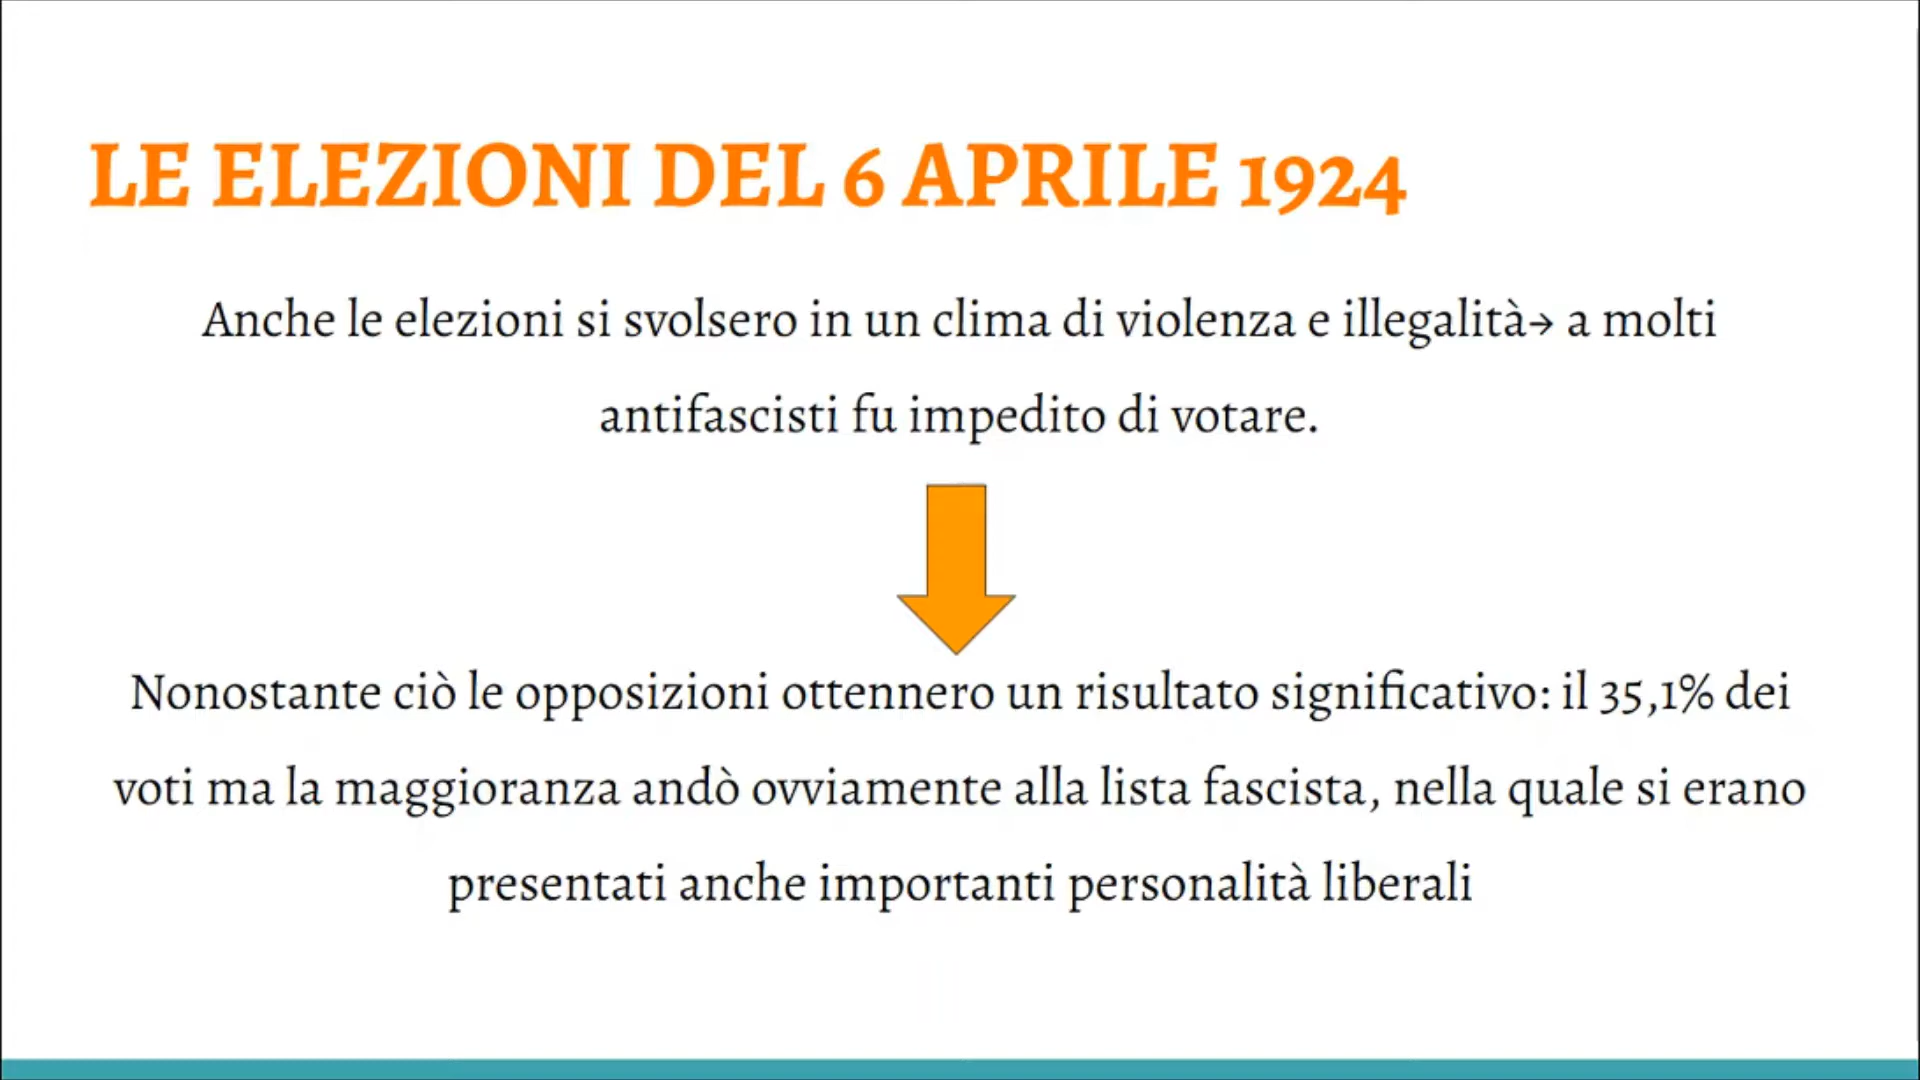 LE ELEZIONI DEL 6 APRILE 1924
Anche le elezioni si svolsero in un clima di violenza e illegalità→ a molti
antifascisti fu impedito di votare.
Nonostante ciò le opposizioni ottennero un risultato significativo: il 35,1% dei
voti ma la maggioranza andò ovviamente alla lista fascista, nella quale si erano
presentati anche importanti personalità liberali